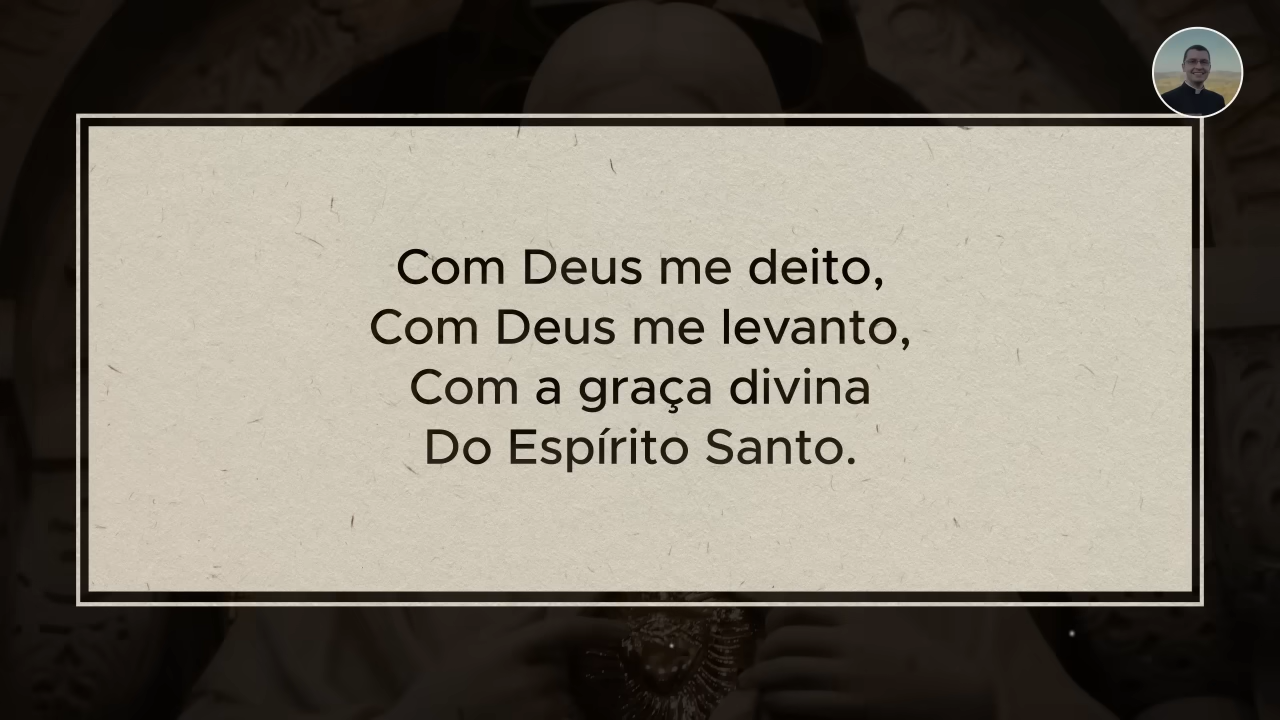 Com Deus me deito,
Com Deus me levanto,
Com a graça divina
Do Espírito Santo.